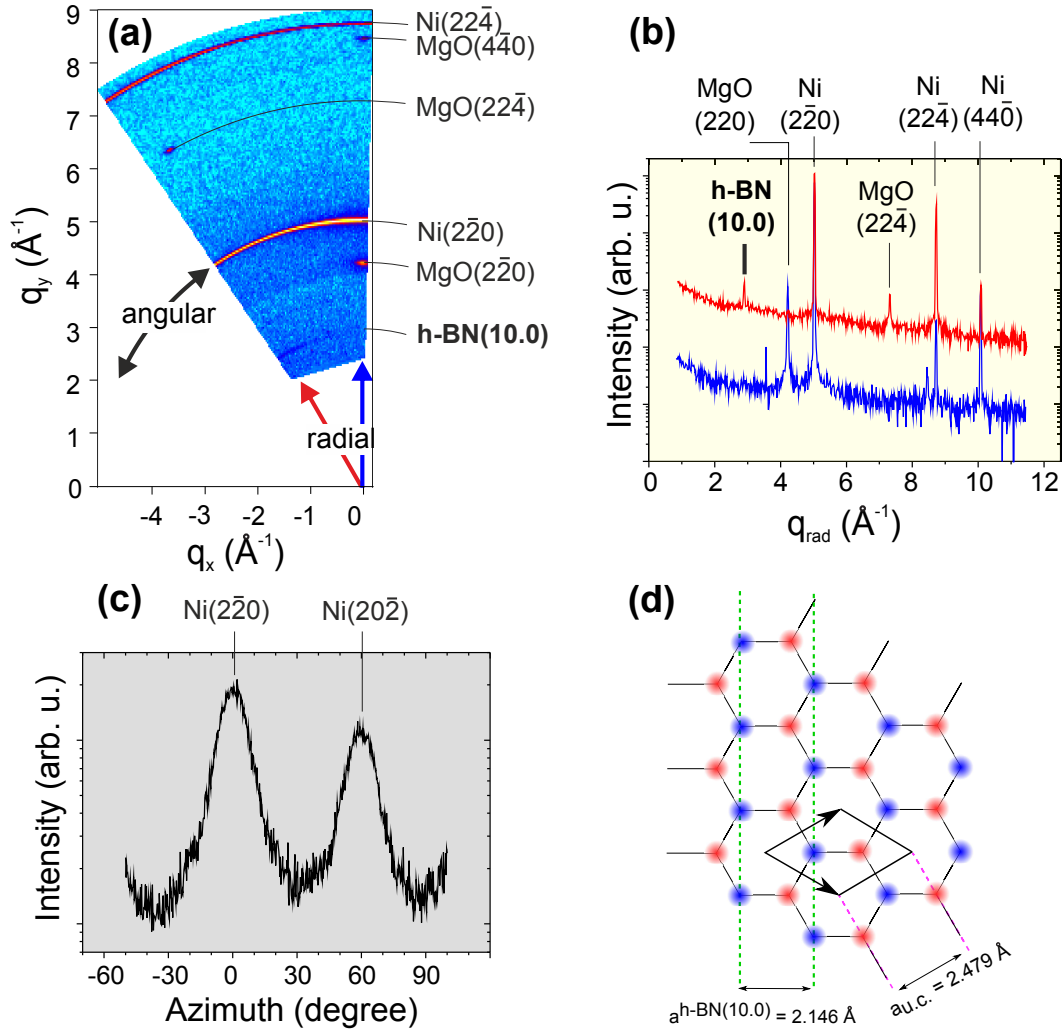 (a)
9
8
7
6
5
4
3
2
1
0
q_y (Å⁻¹)
-4
-3
-2
-1
0
q_x (Å⁻¹)
Ni(224̄)
MgO(44̄0)
MgO(224̄)
Ni(22̄0)
MgO(22̄0)
h-BN(10.0)
angular
radial
(b)
MgO
(220)
Ni
(22̄0)
Ni
(224̄)
Ni
(44̄0)
h-BN
(10.0)
MgO
(224̄)
Intensity (arb. u.)
0
2
4
6
8
10
12
q_rad (Å⁻¹)
(c)
Ni(22̄0)
Ni(202̄)
Intensity (arb. u.)
-60
-30
0
30
60
90
Azimuth (degree)
(d)
a^h-BN(10.0) = 2.146 Å
a_u.c. = 2.479 Å